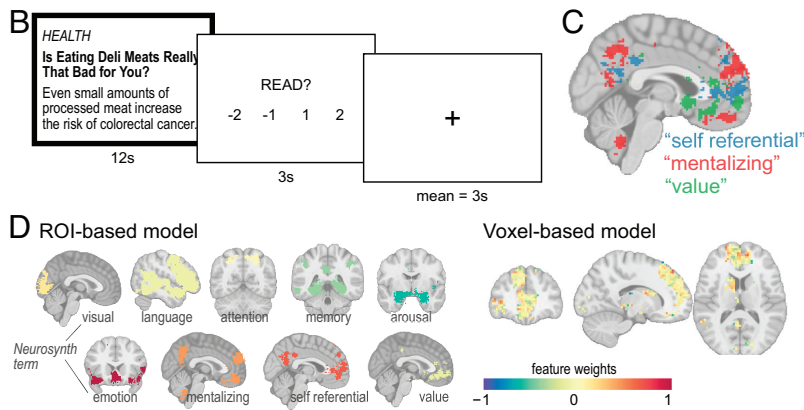 B
HEALTH
Is Eating Deli Meats Really
That Bad for You?
Even small amounts of
processed meat increase
the risk of colorectal cancer.
12s
READ?
-2 -1 1 2
3s
+
mean = 3s
C
“self referential”
“mentalizing”
“value”
D ROI-based model
visual language attention memory arousal
Neurosynth
term
emotion mentalizing self referential value
Voxel-based model
feature weights
−1 0 1